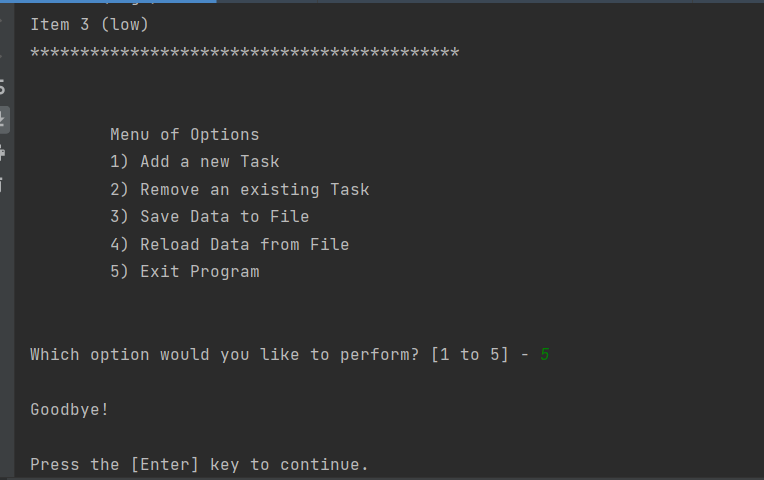 Item 3 (low)
*******************************************
Menu of Options
1) Add a new Task
2) Remove an existing Task
3) Save Data to File
4) Reload Data from File
5) Exit Program
Which option would you like to perform? [1 to 5] - 5
Goodbye!
Press the [Enter] key to continue.